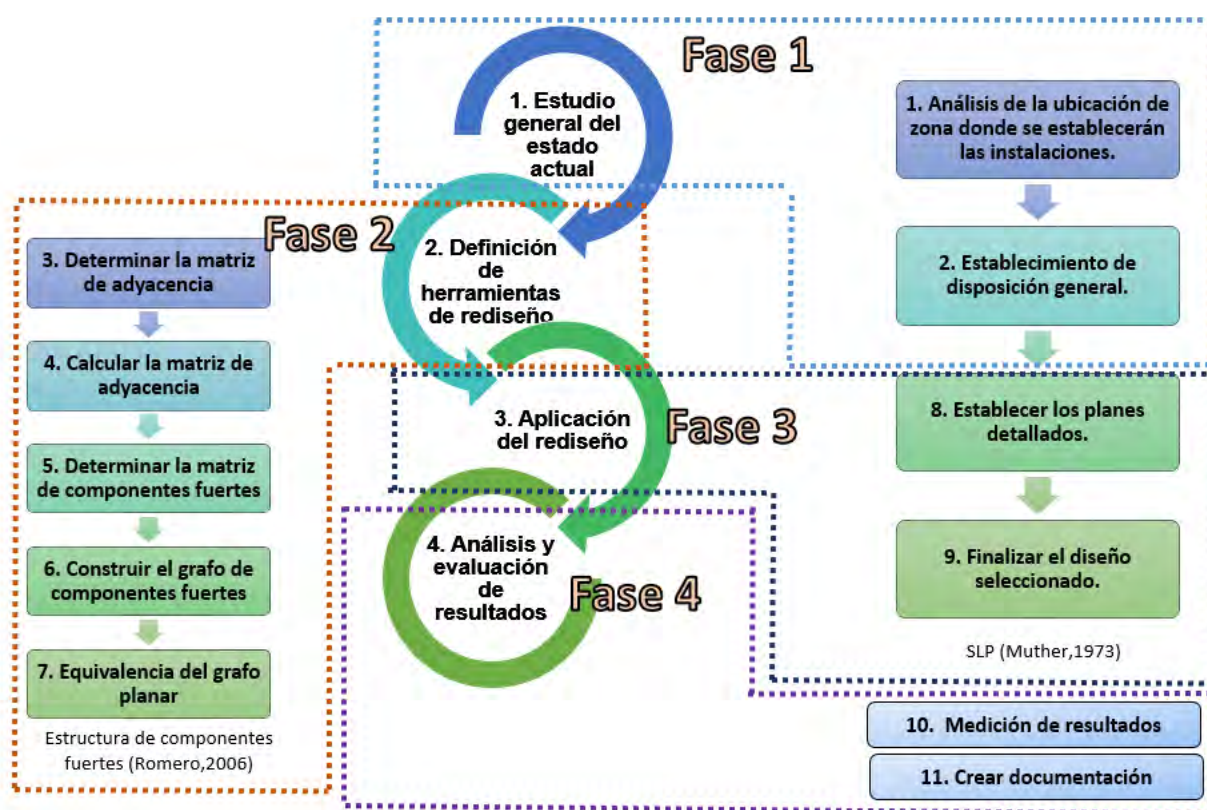 Fase 1
1. Estudio
general del
estado
actual
1. Análisis de la ubicación de
zona donde se establecerán
las instalaciones.
2. Establecimiento de
disposición general.
Fase 2
2. Definición
de
herramientas
de rediseño
3. Determinar la matriz
de adyacencia
4. Calcular la matriz de
adyacencia
5. Determinar la matriz
de componentes fuertes
6. Construir el grafo de
componentes fuertes
7. Equivalencia del grafo
planar
Estructura de componentes
fuertes (Romero,2006)
Fase 3
3. Aplicación
del rediseño
8. Establecer los planes
detallados.
9. Finalizar el diseño
seleccionado.
SLP (Muther,1973)
Fase 4
4. Análisis y
evaluación
de
resultados
10. Medición de resultados
11. Crear documentación